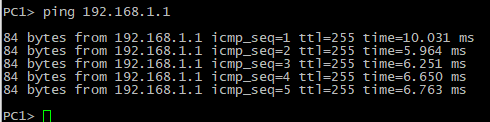 PC1> ping 192.168.1.1
84 bytes from 192.168.1.1 icmp_seq=1 ttl=255 time=10.031 ms
84 bytes from 192.168.1.1 icmp_seq=2 ttl=255 time=5.964 ms
84 bytes from 192.168.1.1 icmp_seq=3 ttl=255 time=6.251 ms
84 bytes from 192.168.1.1 icmp_seq=4 ttl=255 time=6.650 ms
84 bytes from 192.168.1.1 icmp_seq=5 ttl=255 time=6.763 ms
PC1>